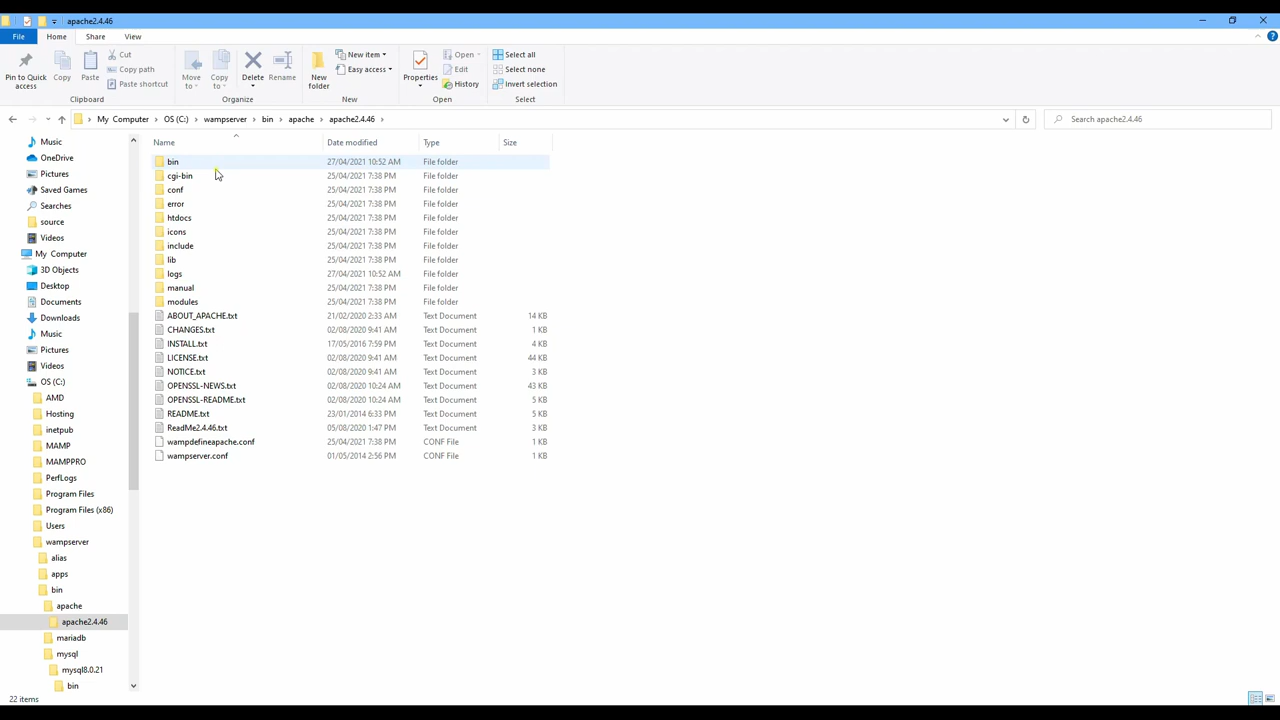 apache2.4.46
File Home Share View
Pin to Quick access
Copy
Paste
Cut
Copy path
Paste shortcut
Clipboard
Move to
Copy to
Delete
Rename
Organize
New folder
New item
Easy access
New
Properties
Open
Edit
History
Open
Select all
Select none
Invert selection
Select
My Computer OS (C:) wampserver bin apache apache2.4.46
Search apache2.4.46
Music
OneDrive
Pictures
Saved Games
Searches
source
Videos
My Computer
3D Objects
Desktop
Documents
Downloads
Music
Pictures
Videos
OS (C:)
AMD
Hosting
inetpub
MAMP
MAMPPRO
PerfLogs
Program Files
Program Files (x86)
Users
wampserver
alias
apps
bin
apache
apache2.4.46
mariadb
mysql
mysql8.0.21
bin
Name Date modified Type Size
bin 27/04/2021 10:52 AM File folder
cgi-bin 25/04/2021 7:38 PM File folder
conf 25/04/2021 7:38 PM File folder
error 25/04/2021 7:38 PM File folder
htdocs 25/04/2021 7:38 PM File folder
icons 25/04/2021 7:38 PM File folder
include 25/04/2021 7:38 PM File folder
lib 25/04/2021 7:38 PM File folder
logs 27/04/2021 10:52 AM File folder
manual 25/04/2021 7:38 PM File folder
modules 25/04/2021 7:38 PM File folder
ABOUT_APACHE.txt 21/02/2020 2:33 AM Text Document 14 KB
CHANGES.txt 02/08/2020 9:41 AM Text Document 1 KB
INSTALL.txt 17/05/2016 7:59 PM Text Document 4 KB
LICENSE.txt 02/08/2020 9:41 AM Text Document 44 KB
NOTICE.txt 02/08/2020 9:41 AM Text Document 3 KB
OPENSSL-NEWS.txt 02/08/2020 10:24 AM Text Document 43 KB
OPENSSL-README.txt 02/08/2020 10:24 AM Text Document 5 KB
README.txt 23/01/2014 6:33 PM Text Document 5 KB
ReadMe2.4.46.txt 05/08/2020 1:47 PM Text Document 3 KB
wampdefineapache.conf 25/04/2021 7:38 PM CONF File 1 KB
wampserver.conf 01/05/2014 2:56 PM CONF File 1 KB
22 items